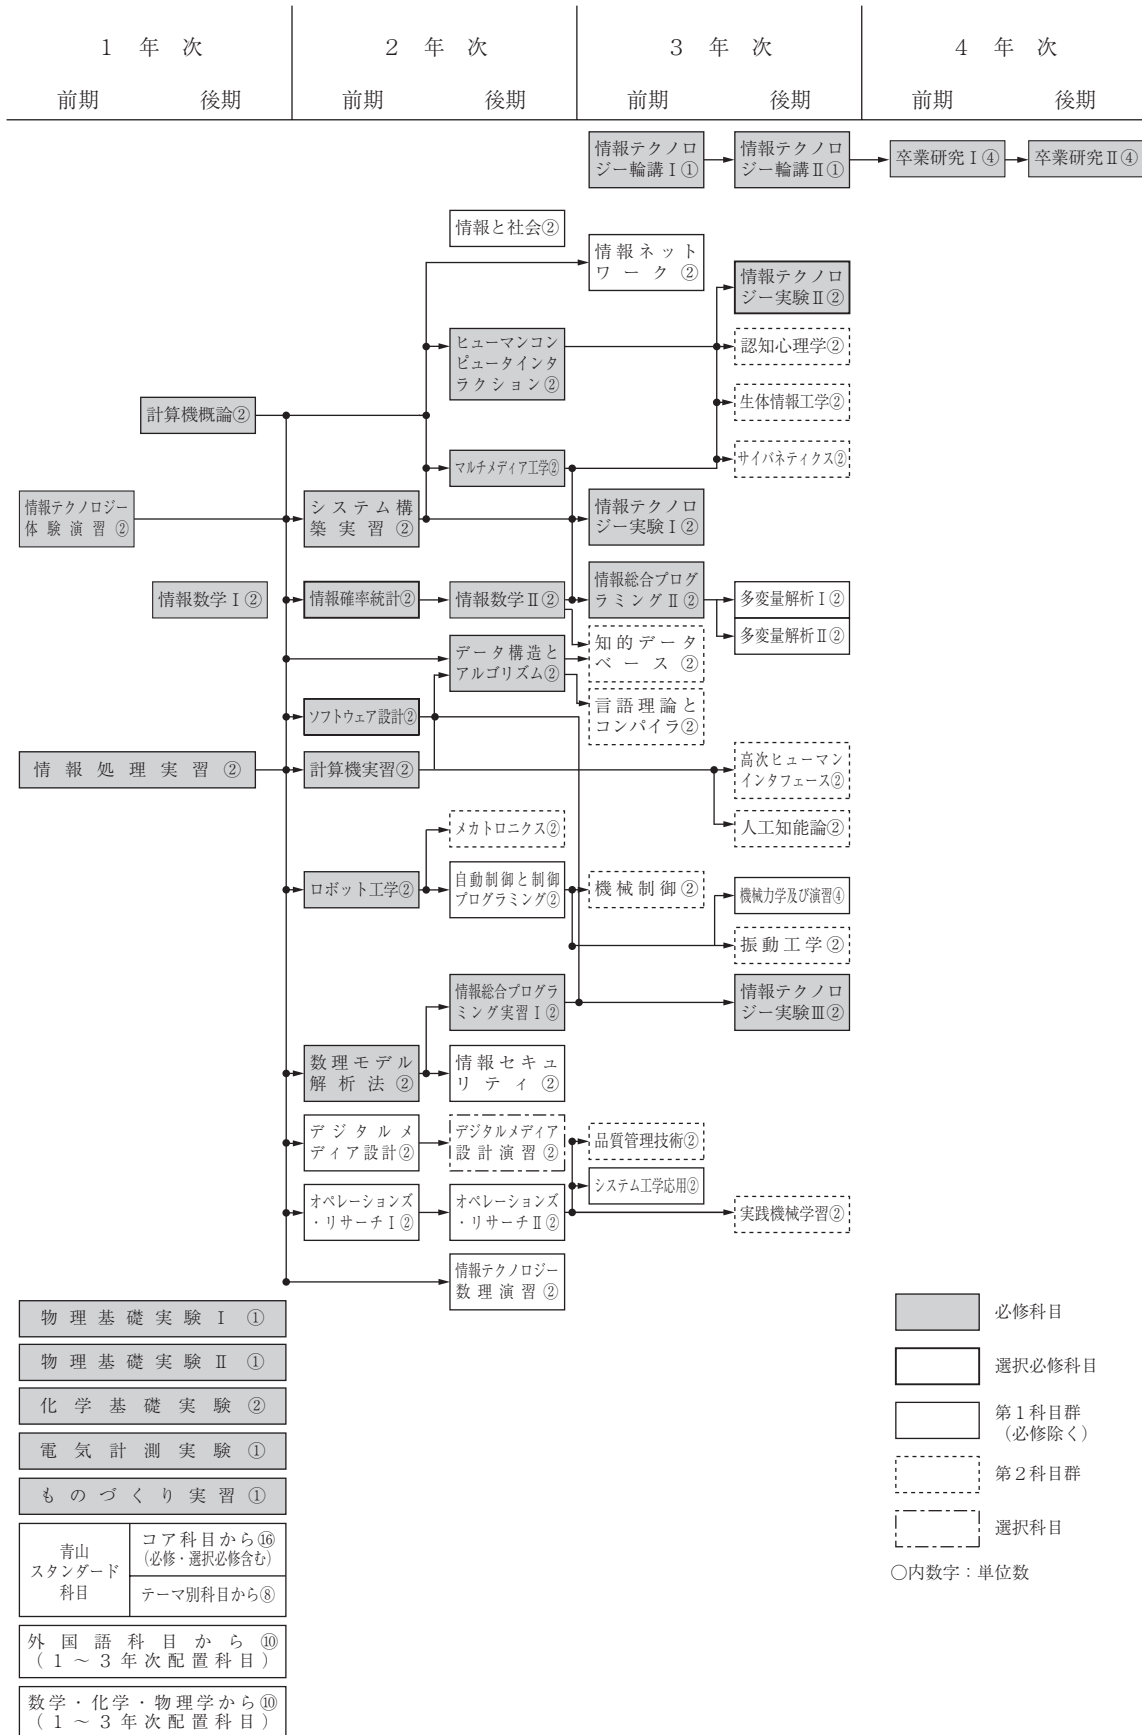 1 年 次
2 年 次
3 年 次
4 年 次
前期
後期
前期
後期
前期
後期
前期
後期
情報テクノロ
ジー輪講Ⅰ①
情報テクノロ
ジー輪講Ⅱ①
卒業研究Ⅰ④
卒業研究Ⅱ④
情報と社会②
情報ネット
ワーク②
情報テクノロ
ジー実験Ⅱ②
ヒューマンコン
ピュータインタ
ラクション②
認知心理学②
生体情報工学②
計算機概論②
マルチメディア工学②
サイバネティクス②
情報テクノロジー
体験演習②
システム構
築実習②
情報テクノロ
ジー実験Ⅰ②
情報数学Ⅰ②
情報確率統計②
情報数学Ⅱ②
情報総合プログ
ラミングⅡ②
多変量解析Ⅰ②
多変量解析Ⅱ②
データ構造と
アルゴリズム②
知的データ
ベース②
ソフトウェア設計②
言語理論と
コンパイラ②
情報処理実習②
計算機実習②
高次ヒューマン
インタフェース②
メカトロニクス②
人工知能論②
ロボット工学②
自動制御と制御
プログラミング②
機械制御②
機械力学及び演習④
振動工学②
情報総合プログラ
ミング実習Ⅰ②
情報テクノロ
ジー実験Ⅲ②
数理モデル
解析法②
情報セキュ
リティ②
デジタルメ
ディア設計②
デジタルメディア
設計演習②
品質管理技術②
システム工学応用②
オペレーションズ
・リサーチⅠ②
オペレーションズ
・リサーチⅡ②
実践機械学習②
情報テクノロジー
数理演習②
物理基礎実験Ⅰ①
物理基礎実験Ⅱ①
化学基礎実験②
電気計測実験①
ものづくり実習①
青山
スタンダード
科目
コア科目から⑯
(必修・選択必修含む)
テーマ別科目から⑧
外国語科目から⑩
(1~3年次配置科目)
数学・化学・物理学から⑩
(1~3年次配置科目)
必修科目
選択必修科目
第1科目群
(必修除く)
第2科目群
選択科目
○内数字:単位数